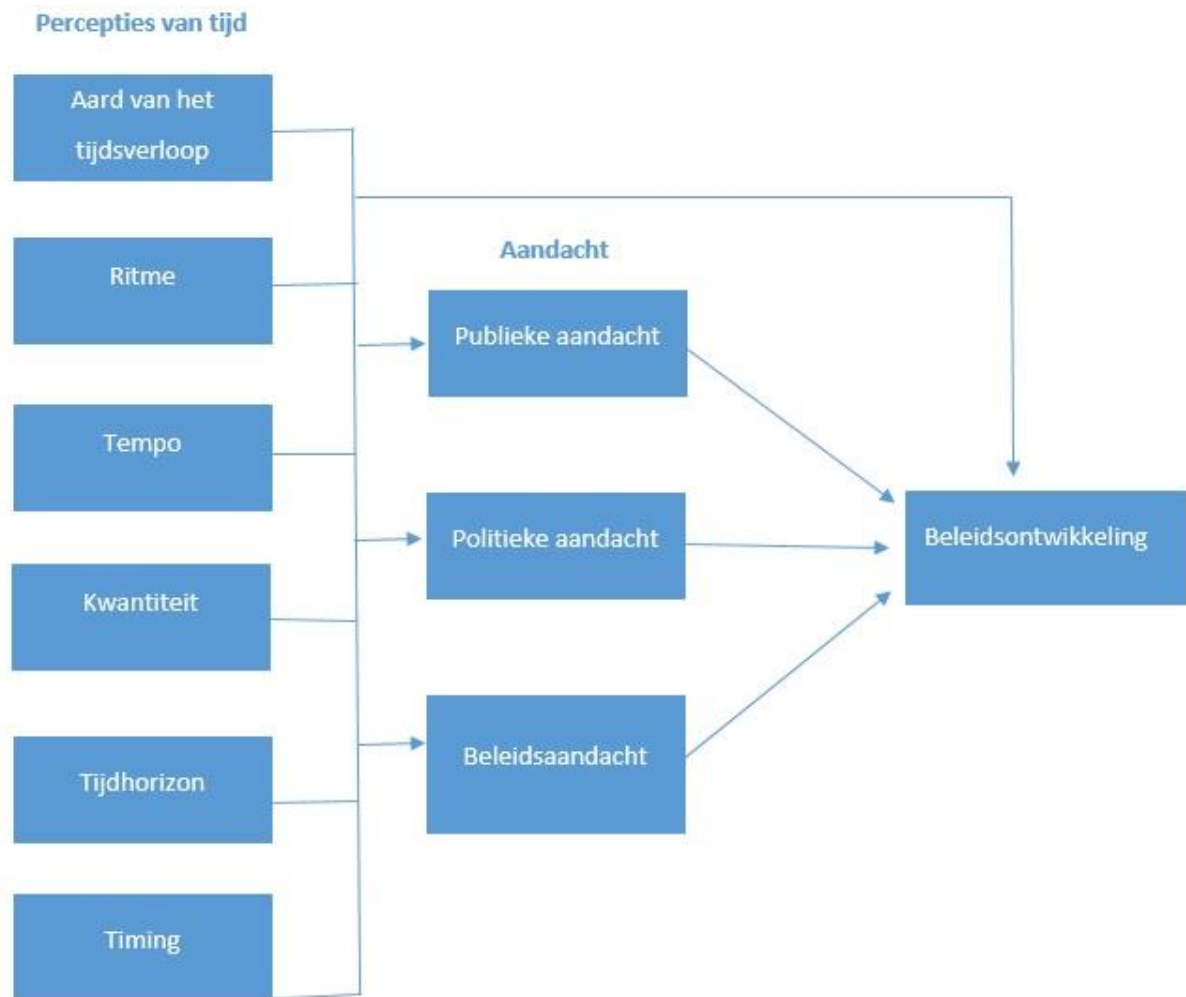 Percepties van tijd
Aard van het
tijdsverloop
Ritme
Tempo
Kwantiteit
Tijdhorizon
Timing
Aandacht
Publieke aandacht
Politieke aandacht
Beleidsaandacht
Beleidsontwikkeling